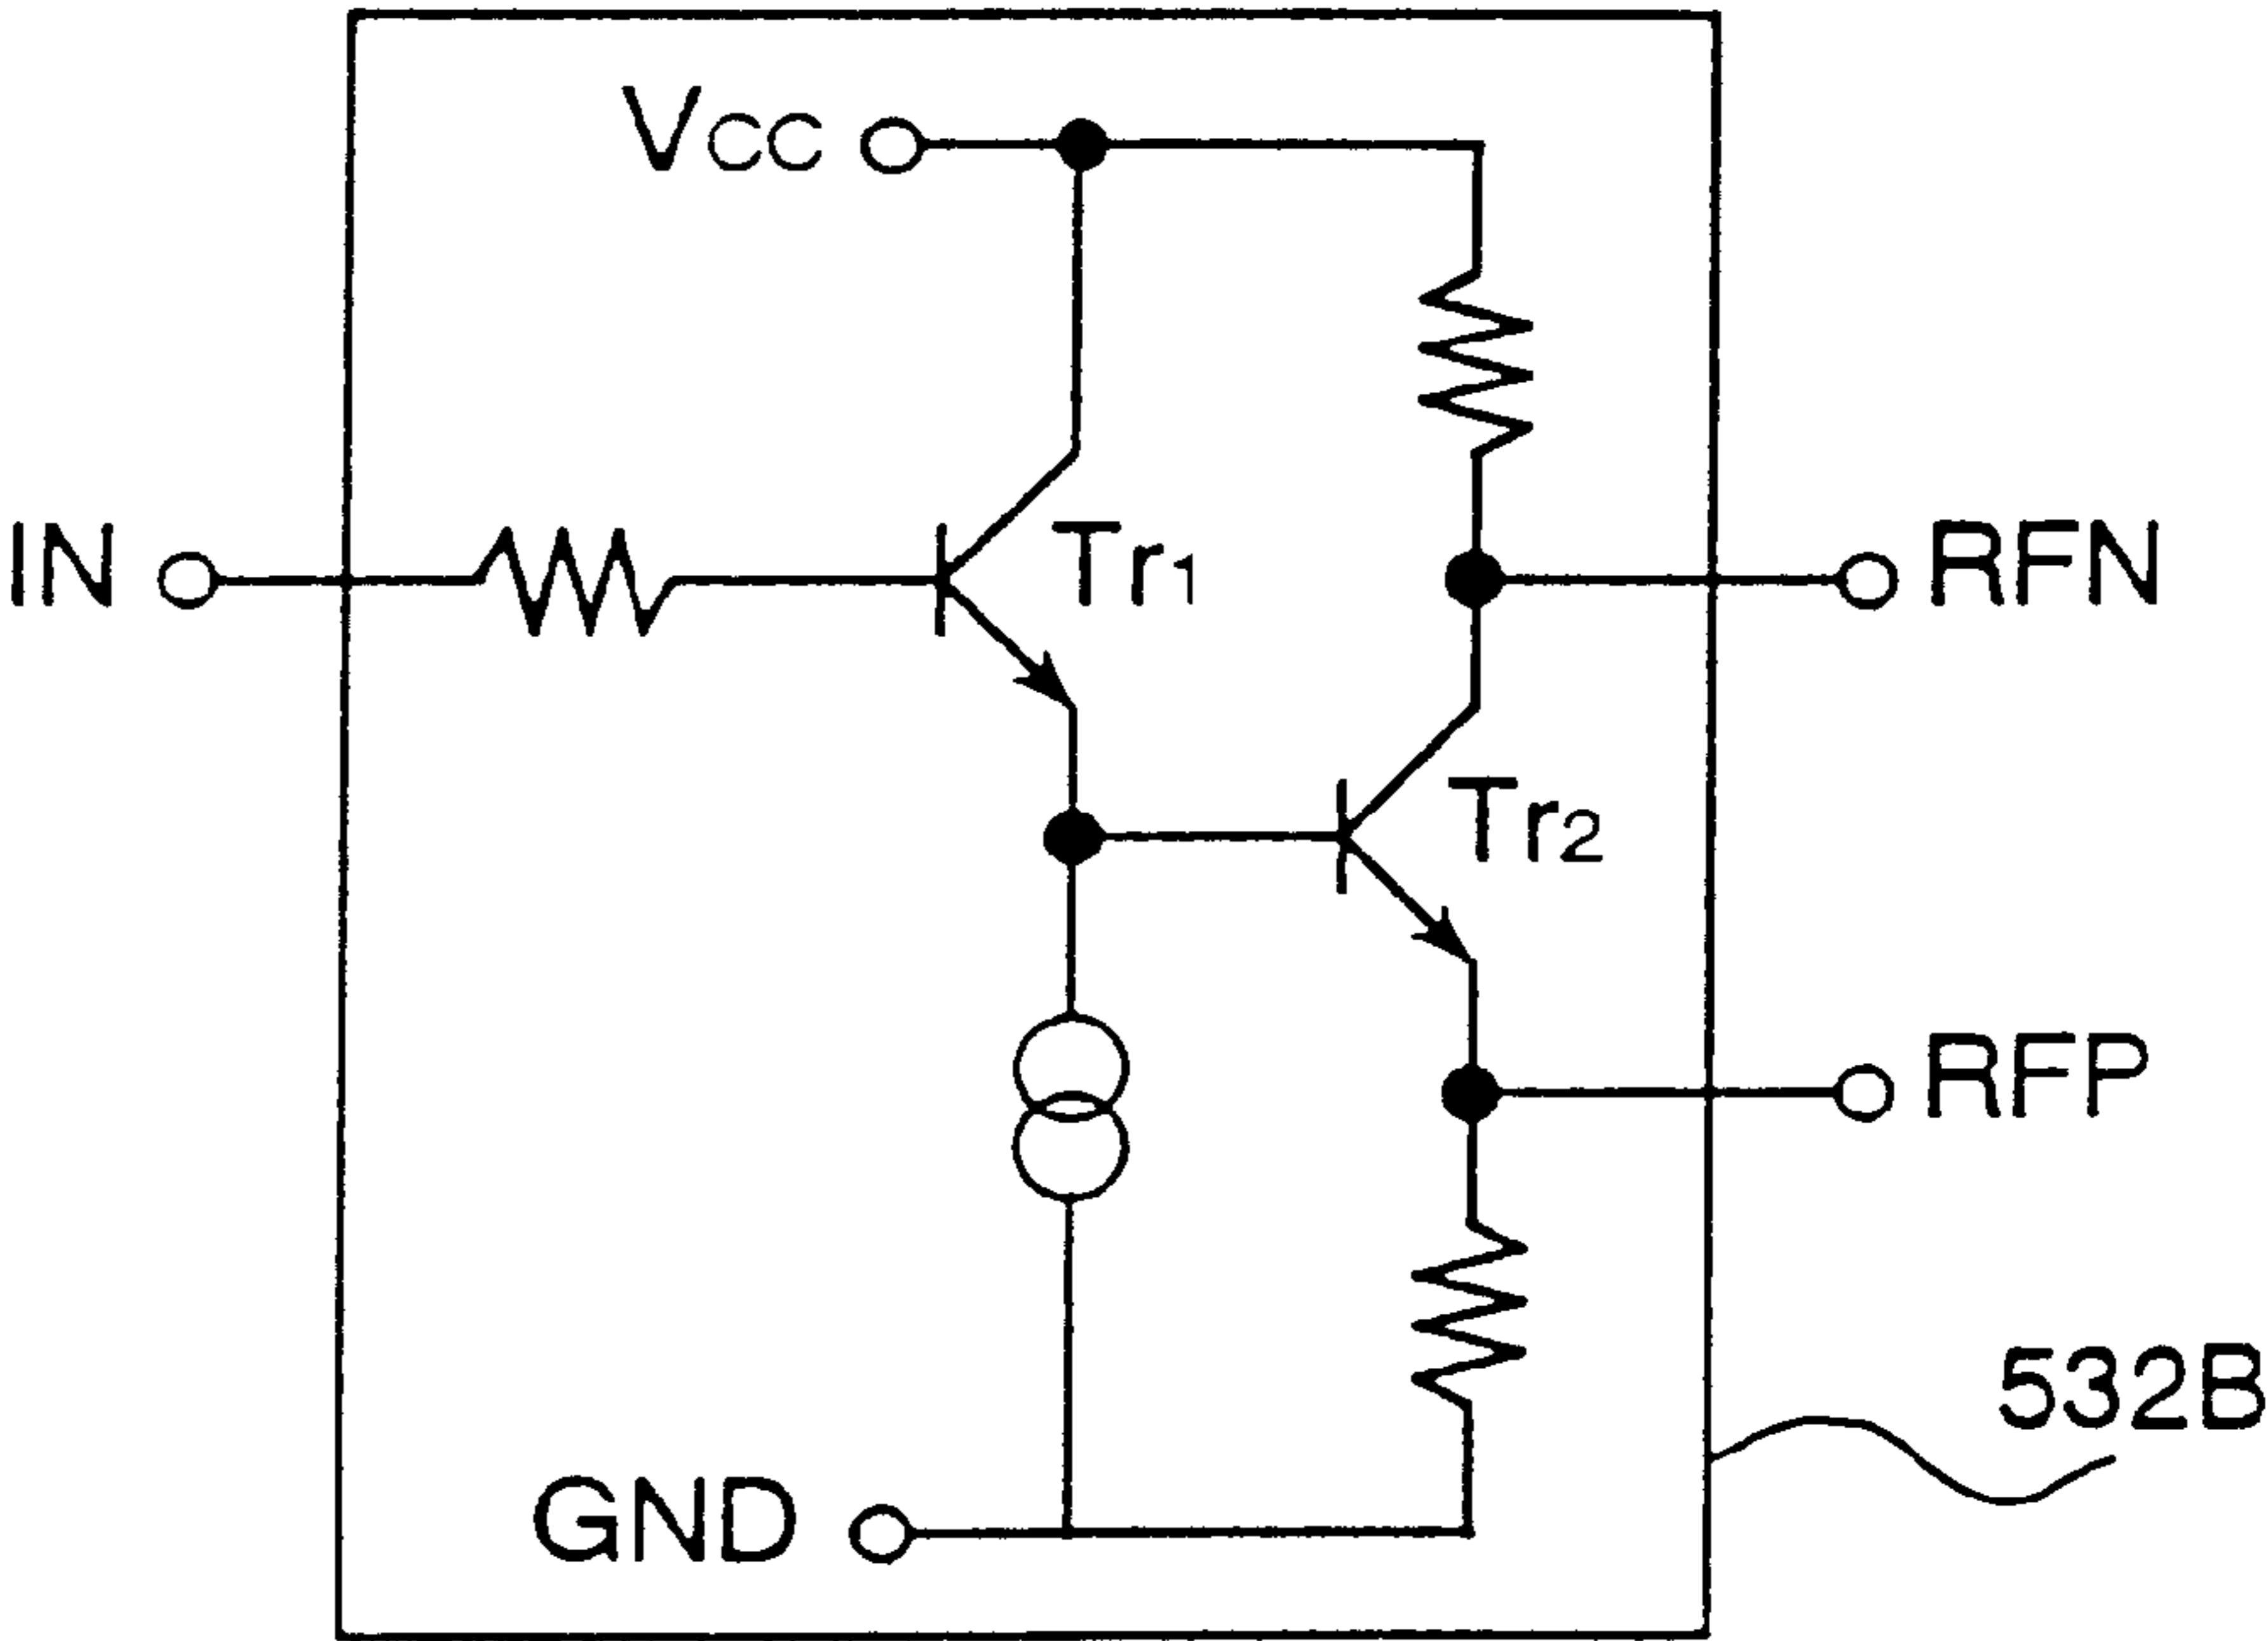 Vcc
IN
Tr1
RFN
Tr2
RFP
532B
GND